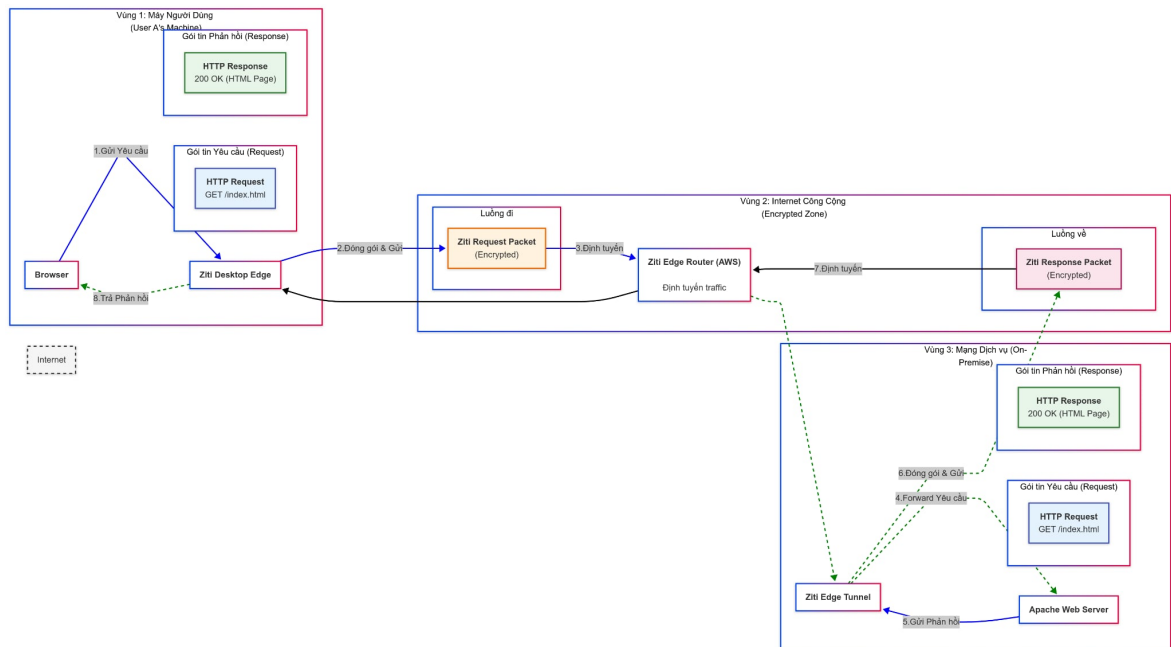 Vùng 1: Máy Người Dùng
(User A's Machine)
Gói tin Phản hồi (Response)
HTTP Response
200 OK (HTML Page)
1.Gửi Yêu cầu
Gói tin Yêu cầu (Request)
HTTP Request
GET /index.html
Browser
Ziti Desktop Edge
8.Trả Phản hồi
Internet
2.Đóng gói & Gửi
Vùng 2: Internet Công Cộng
(Encrypted Zone)
Luồng đi
Ziti Request Packet
(Encrypted)
3.Định tuyến
Ziti Edge Router (AWS)
Định tuyến traffic
7.Định tuyến
Luồng về
Ziti Response Packet
(Encrypted)
Vùng 3: Mạng Dịch vụ (On-
Premise)
Gói tin Phản hồi (Response)
HTTP Response
200 OK (HTML Page)
6.Đóng gói & Gửi
4.Forward Yêu cầu
Gói tin Yêu cầu (Request)
HTTP Request
GET /index.html
Ziti Edge Tunnel
Apache Web Server
5.Gửi Phản hồi